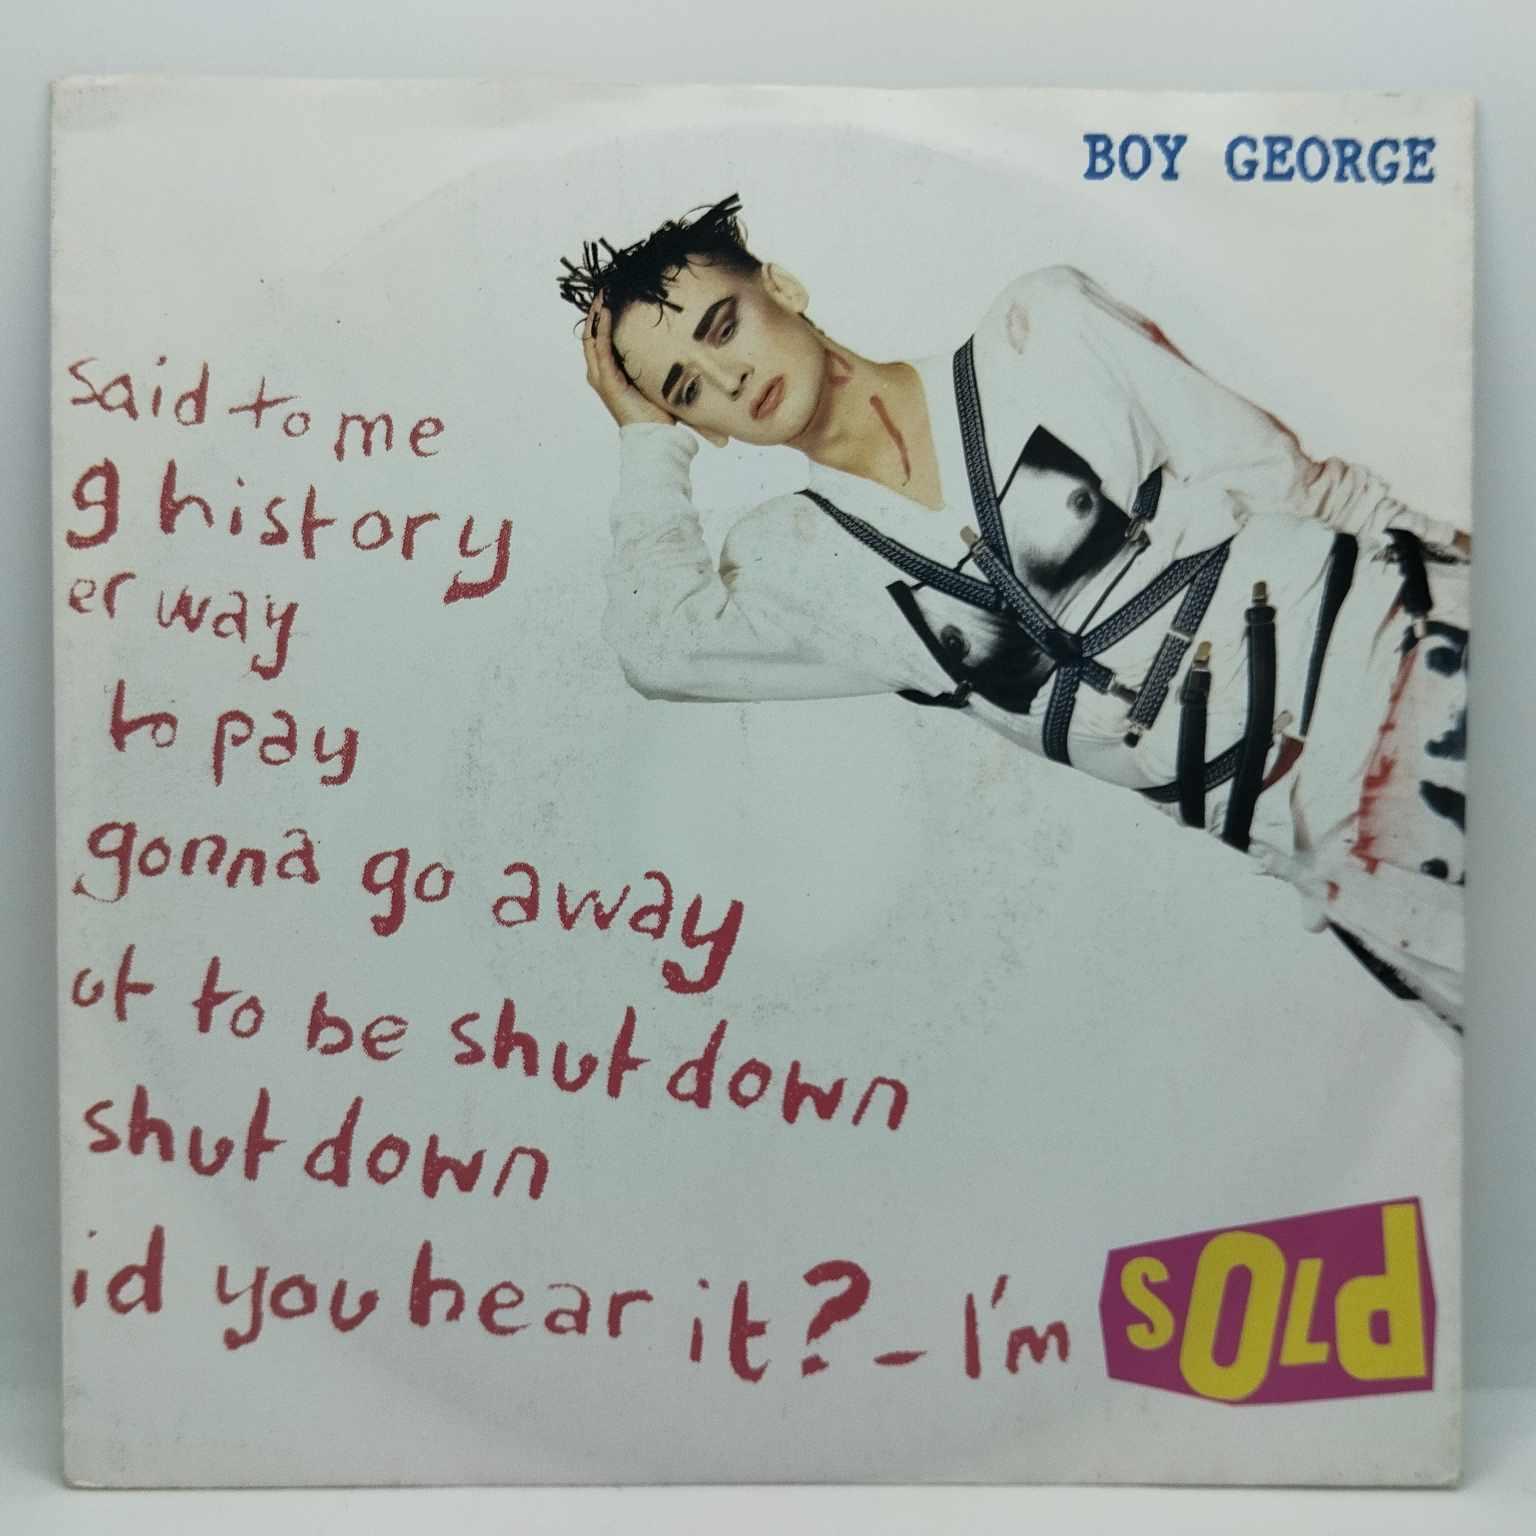 BOY GEORGE
said to me
g history
er way
to pay
gonna go away
ut to be shut down
shut down
id you hear it? - I'm SOLd